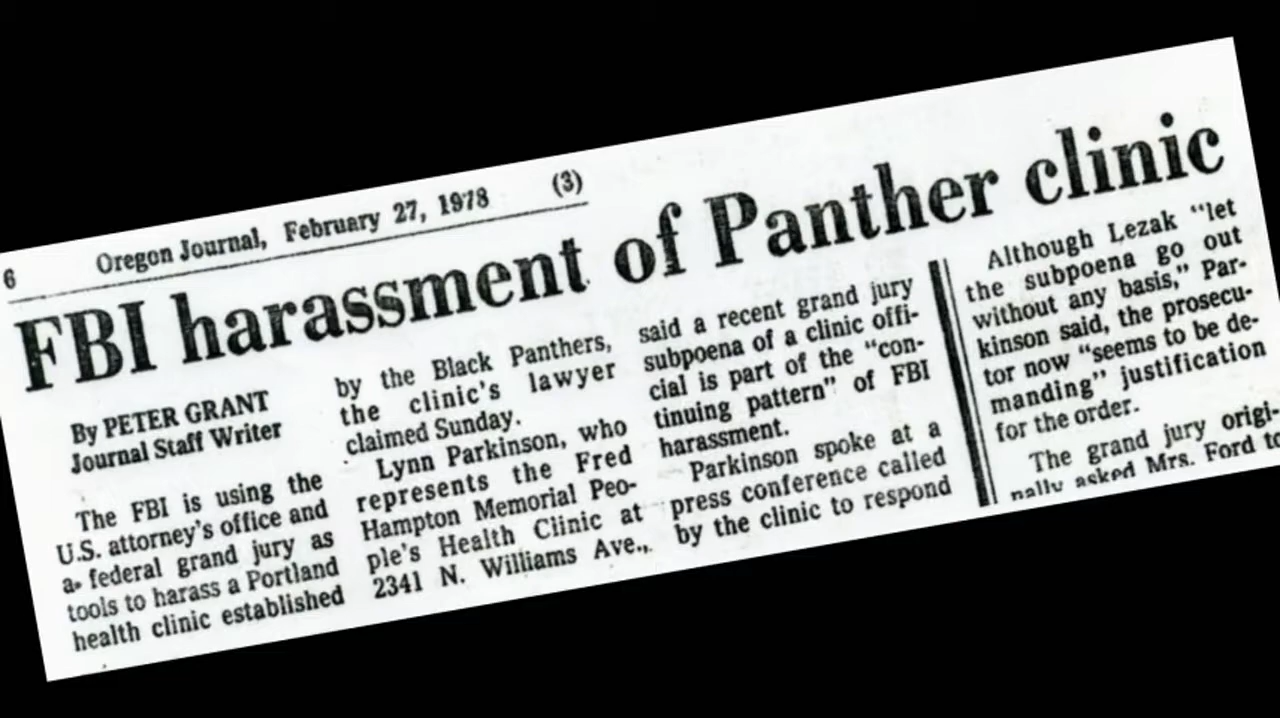 6 Oregon Journal, February 27, 1978 (3)
FBI harassment of Panther clinic
By PETER GRANT
Journal Staff Writer
The FBI is using the
U.S. attorney's office and
a federal grand jury as
tools to harass a Portland
health clinic established
by the Black Panthers,
the clinic's lawyer
claimed Sunday.
Lynn Parkinson, who
represents the Fred
Hampton Memorial Peo-
ple's Health Clinic at
2341 N. Williams Ave.,
said a recent grand jury
subpoena of a clinic offi-
cial is part of the "con-
tinuing pattern" of FBI
harassment.
Parkinson spoke at a
press conference called
by the clinic to respond
Although Lezak "let
the subpoena go out
without any basis," Par-
kinson said, the prosecu-
tor now "seems to be de-
manding" justification
for the order.
The grand jury origi-
nally asked Mrs. Ford to